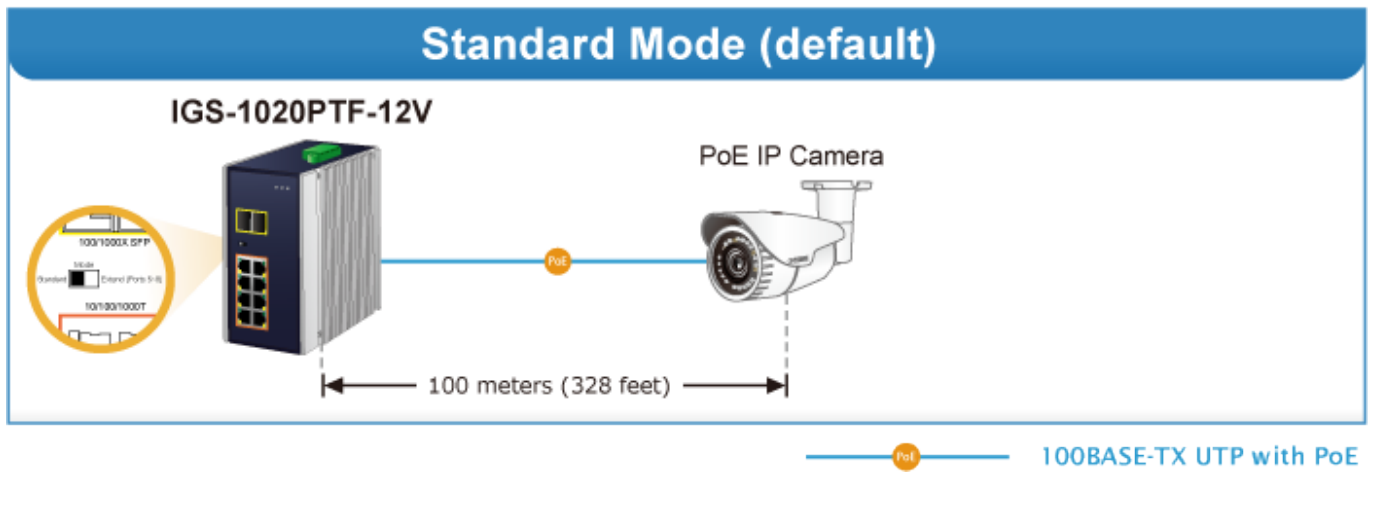 Standard Mode (default)
IGS-1020PTF-12V
PoE IP Camera
100/1000X SFP
Mode
Standard Extend (Ports 5-8)
10/100/1000T
PoE
100 meters (328 feet)
PoE 100BASE-TX UTP with PoE